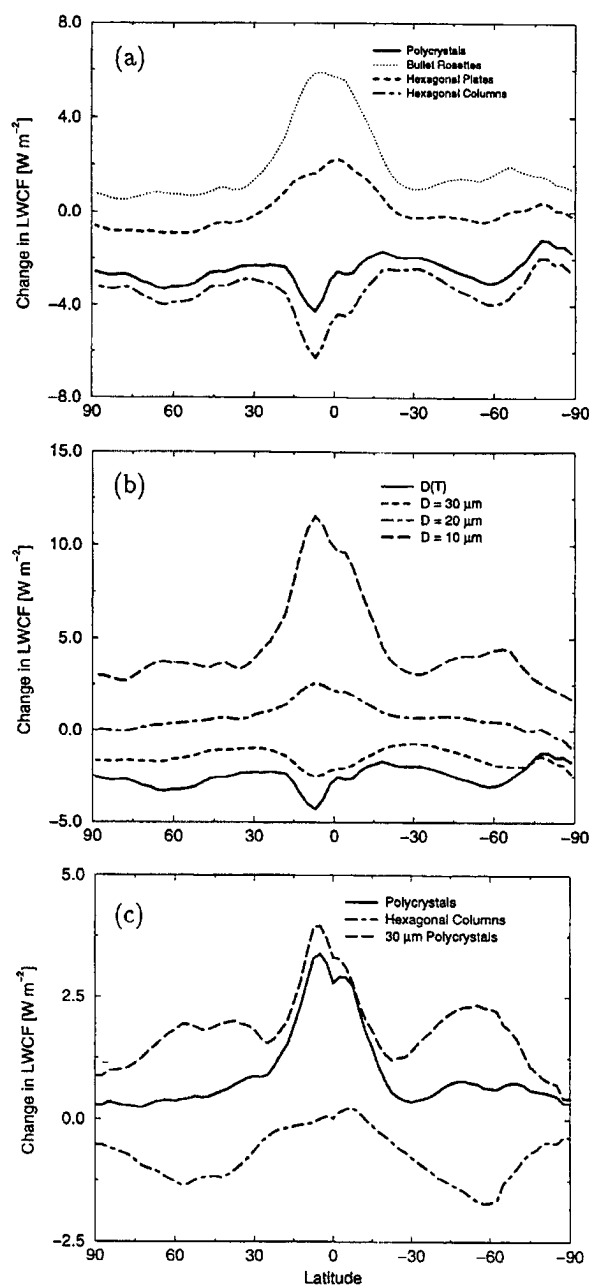 (a)
Polycrystals
Bullet Rosettes
Hexagonal Plates
Hexagonal Columns
Change in LWCF [W m⁻²]
8.0
4.0
0.0
−4.0
−8.0
90 60 30 0 −30 −60 −90
(b)
D(T)
D = 30 μm
D = 20 μm
D = 10 μm
Change in LWCF [W m⁻²]
15.0
10.0
5.0
0.0
−5.0
90 60 30 0 −30 −60 −90
(c)
Polycrystals
Hexagonal Columns
30 μm Polycrystals
Change in LWCF [W m⁻²]
5.0
2.5
0.0
−2.5
90 60 30 0 −30 −60 −90
Latitude